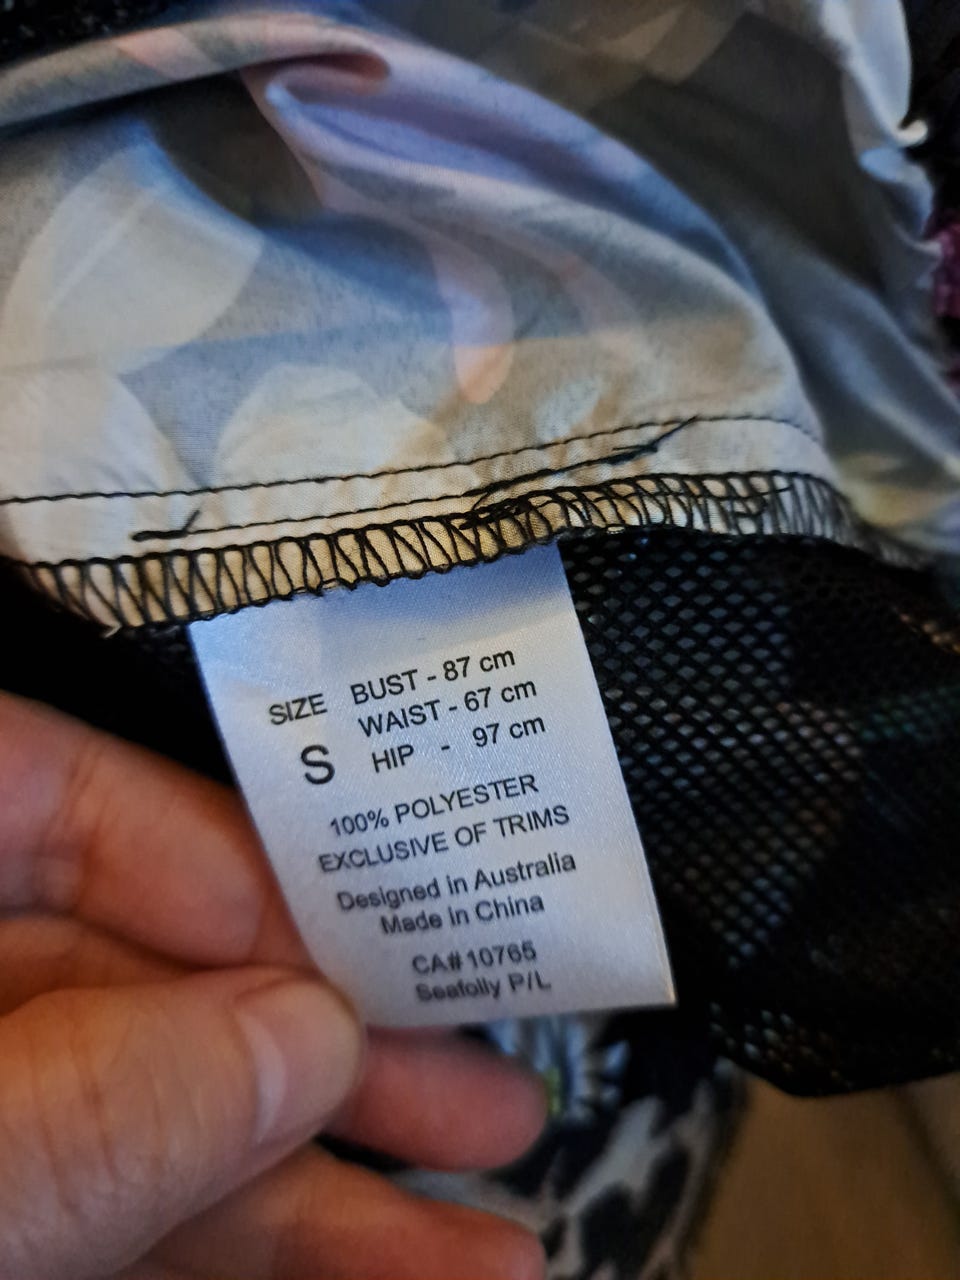 SIZE BUST - 87 cm
WAIST - 67 cm
S HIP - 97 cm
100% POLYESTER
EXCLUSIVE OF TRIMS
Designed in Australia
Made in China
CA#10765
Seafolly P/L